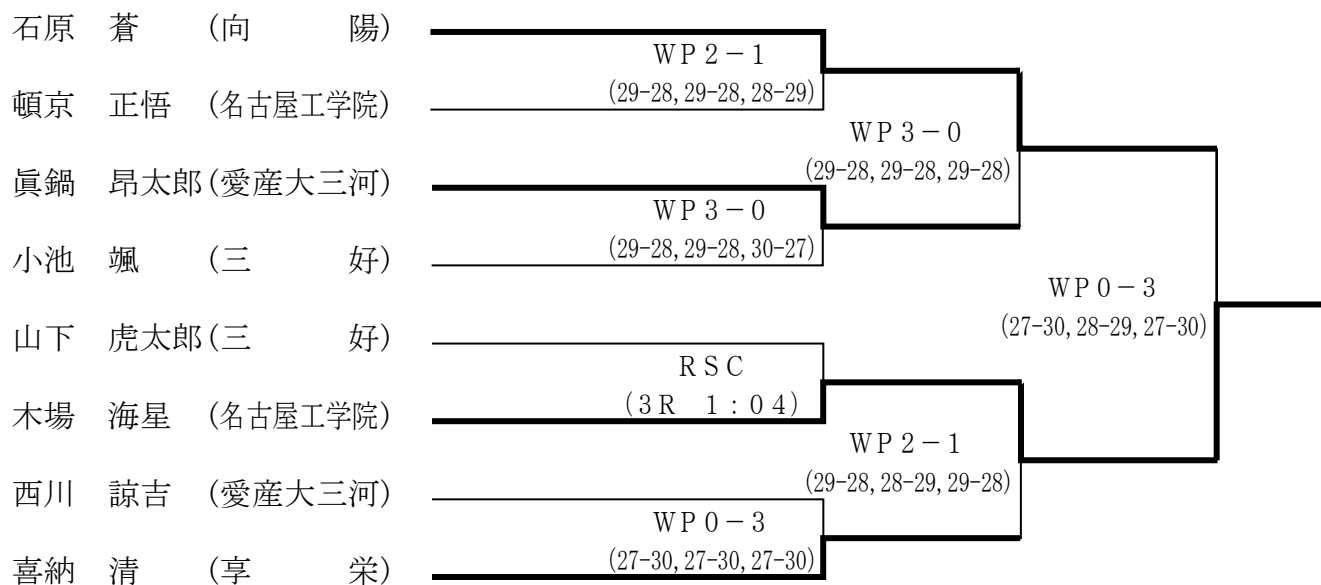 石原 蒼 (向 陽)
WP2-1
(29-28, 29-28, 28-29)
頓京 正悟 (名古屋工学院)
WP3-0
(29-28, 29-28, 29-28)
眞鍋 昂太郎(愛産大三河)
WP3-0
(29-28, 29-28, 30-27)
小池 颯 (三 好)
WP0-3
(27-30, 28-29, 27-30)
山下 虎太郎(三 好)
RSC
(3R 1:04)
木場 海星 (名古屋工学院)
WP2-1
(29-28, 28-29, 29-28)
西川 諒吉 (愛産大三河)
WP0-3
(27-30, 27-30, 27-30)
喜納 清 (享 栄)